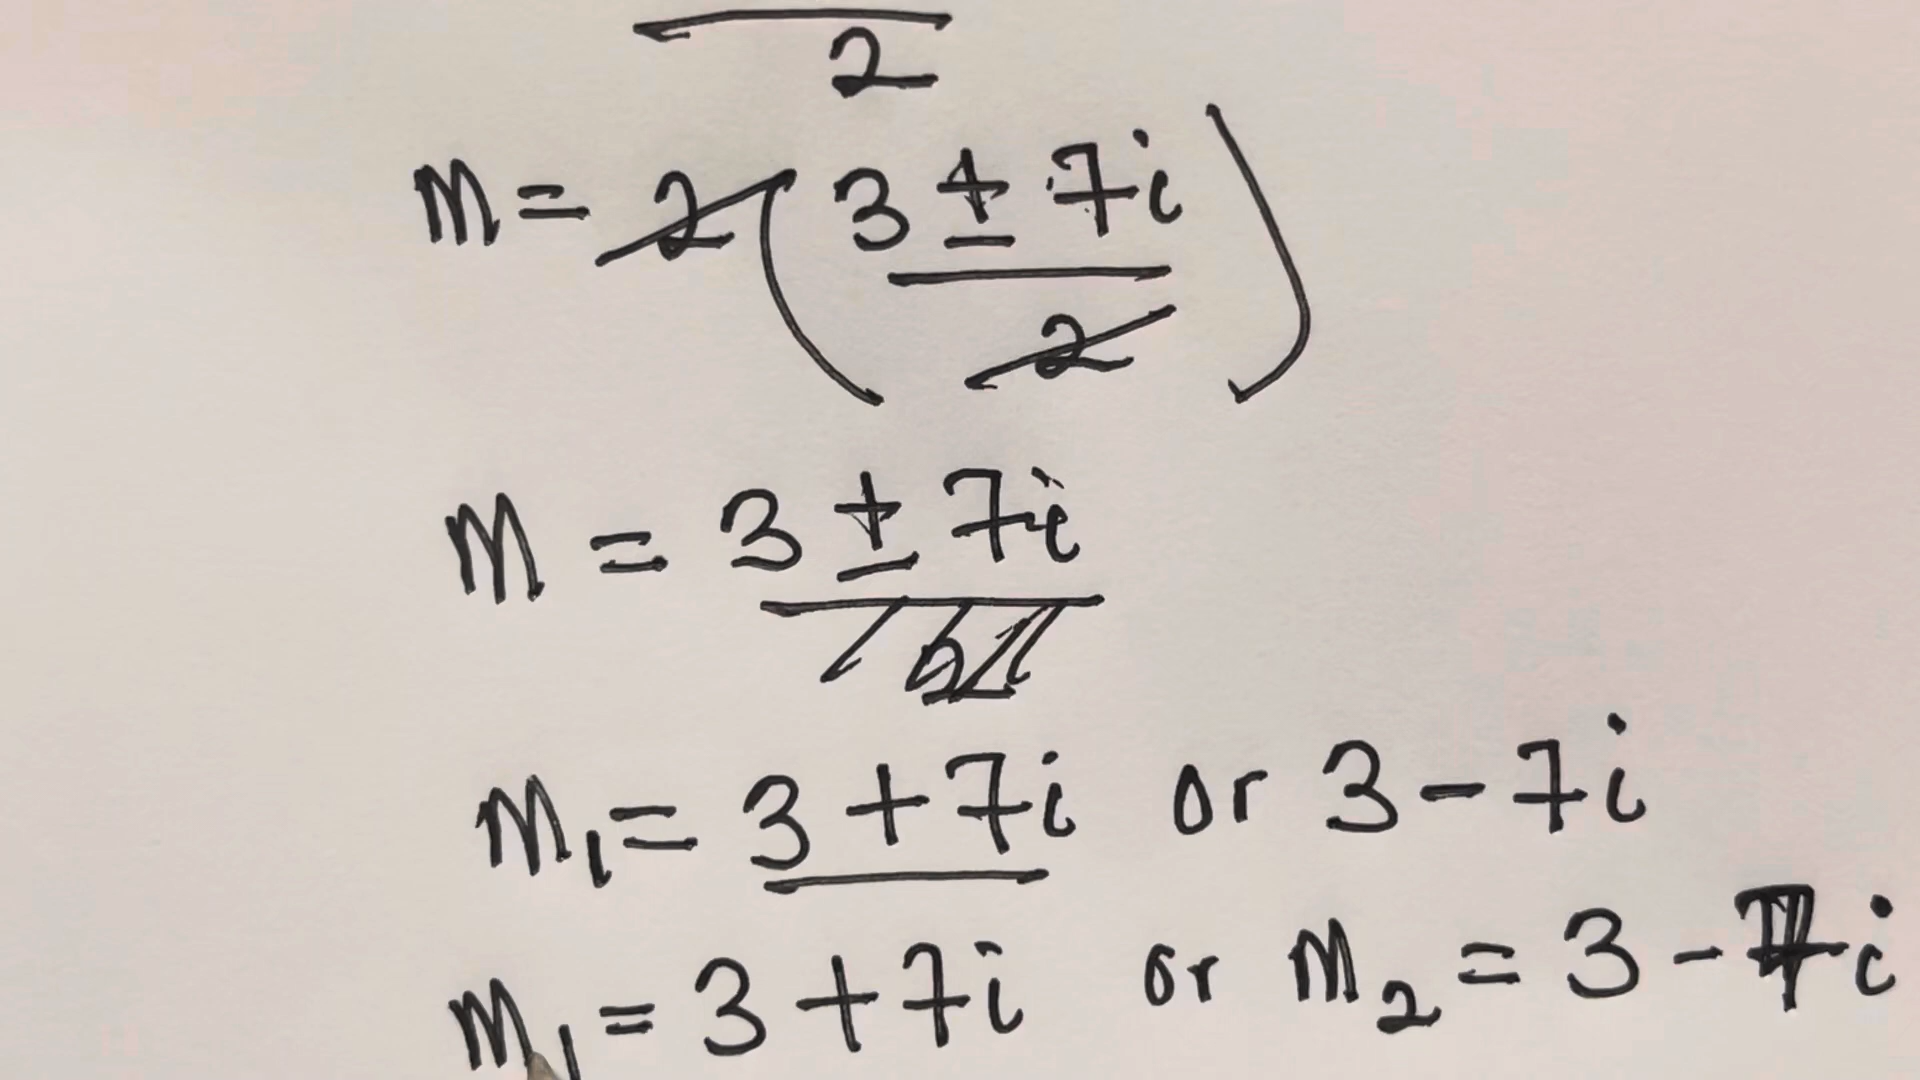 2
m = 2(3 ± 7i)
2
m = 3 ± 7i
m₁ = 3 + 7i or 3 - 7i
m₁ = 3 + 7i or m₂ = 3 - 7i